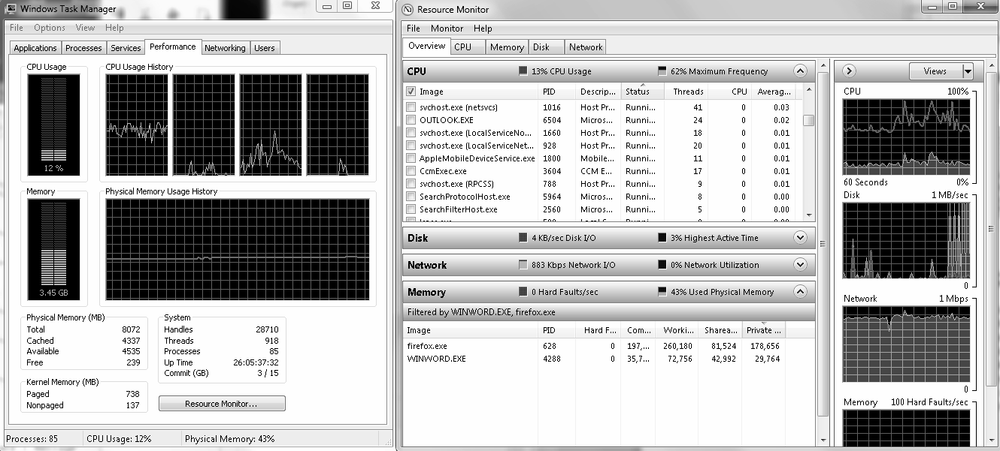 Windows Task Manager
File Options View Help
Applications Processes Services Performance Networking Users
CPU Usage
CPU Usage History
12 %
Memory
Physical Memory Usage History
3.45 GB
Physical Memory (MB)
Total 8072
Cached 4337
Available 4535
Free 239
System
Handles 28710
Threads 918
Processes 85
Up Time 26:05:37:32
Commit (GB) 3 / 15
Kernel Memory (MB)
Paged 738
Nonpaged 137
Resource Monitor...
Processes: 85 CPU Usage: 12% Physical Memory: 43%
Resource Monitor
File Monitor Help
Overview CPU Memory Disk Network
CPU 13% CPU Usage 62% Maximum Frequency
Image PID Descrip... Status Threads CPU Averag...
svchost.exe (netsvcs) 1016 Host Pr... Runni... 41 0 0.03
OUTLOOK.EXE 6504 Micros... Runni... 24 0 0.02
svchost.exe (LocalServiceNo... 1660 Host Pr... Runni... 18 0 0.01
svchost.exe (LocalServiceNet... 928 Host Pr... Runni... 20 0 0.01
AppleMobileDeviceService.exe 1800 Mobile... Runni... 11 0 0.01
CcmExec.exe 3604 CCM E... Runni... 17 0 0.01
svchost.exe (RPCSS) 788 Host Pr... Runni... 9 0 0.01
SearchProtocolHost.exe 5964 Micros... Runni... 8 0 0.00
SearchFilterHost.exe 2560 Micros... Runni... 5 0 0.00
Disk 4 KB/sec Disk I/O 3% Highest Active Time
Network 883 Kbps Network I/O 0% Network Utilization
Memory 0 Hard Faults/sec 43% Used Physical Memory
Filtered by WINWORD.EXE, firefox.exe
Image PID Hard F... Com... Worki... Sharea... Private ...
firefox.exe 628 0 197,... 260,180 81,524 178,656
WINWORD.EXE 4288 0 35,7... 72,756 42,992 29,764
Views
CPU 100%
60 Seconds 0%
Disk 1 MB/sec
0
Network 1 Mbps
0
Memory 100 Hard Faults/sec